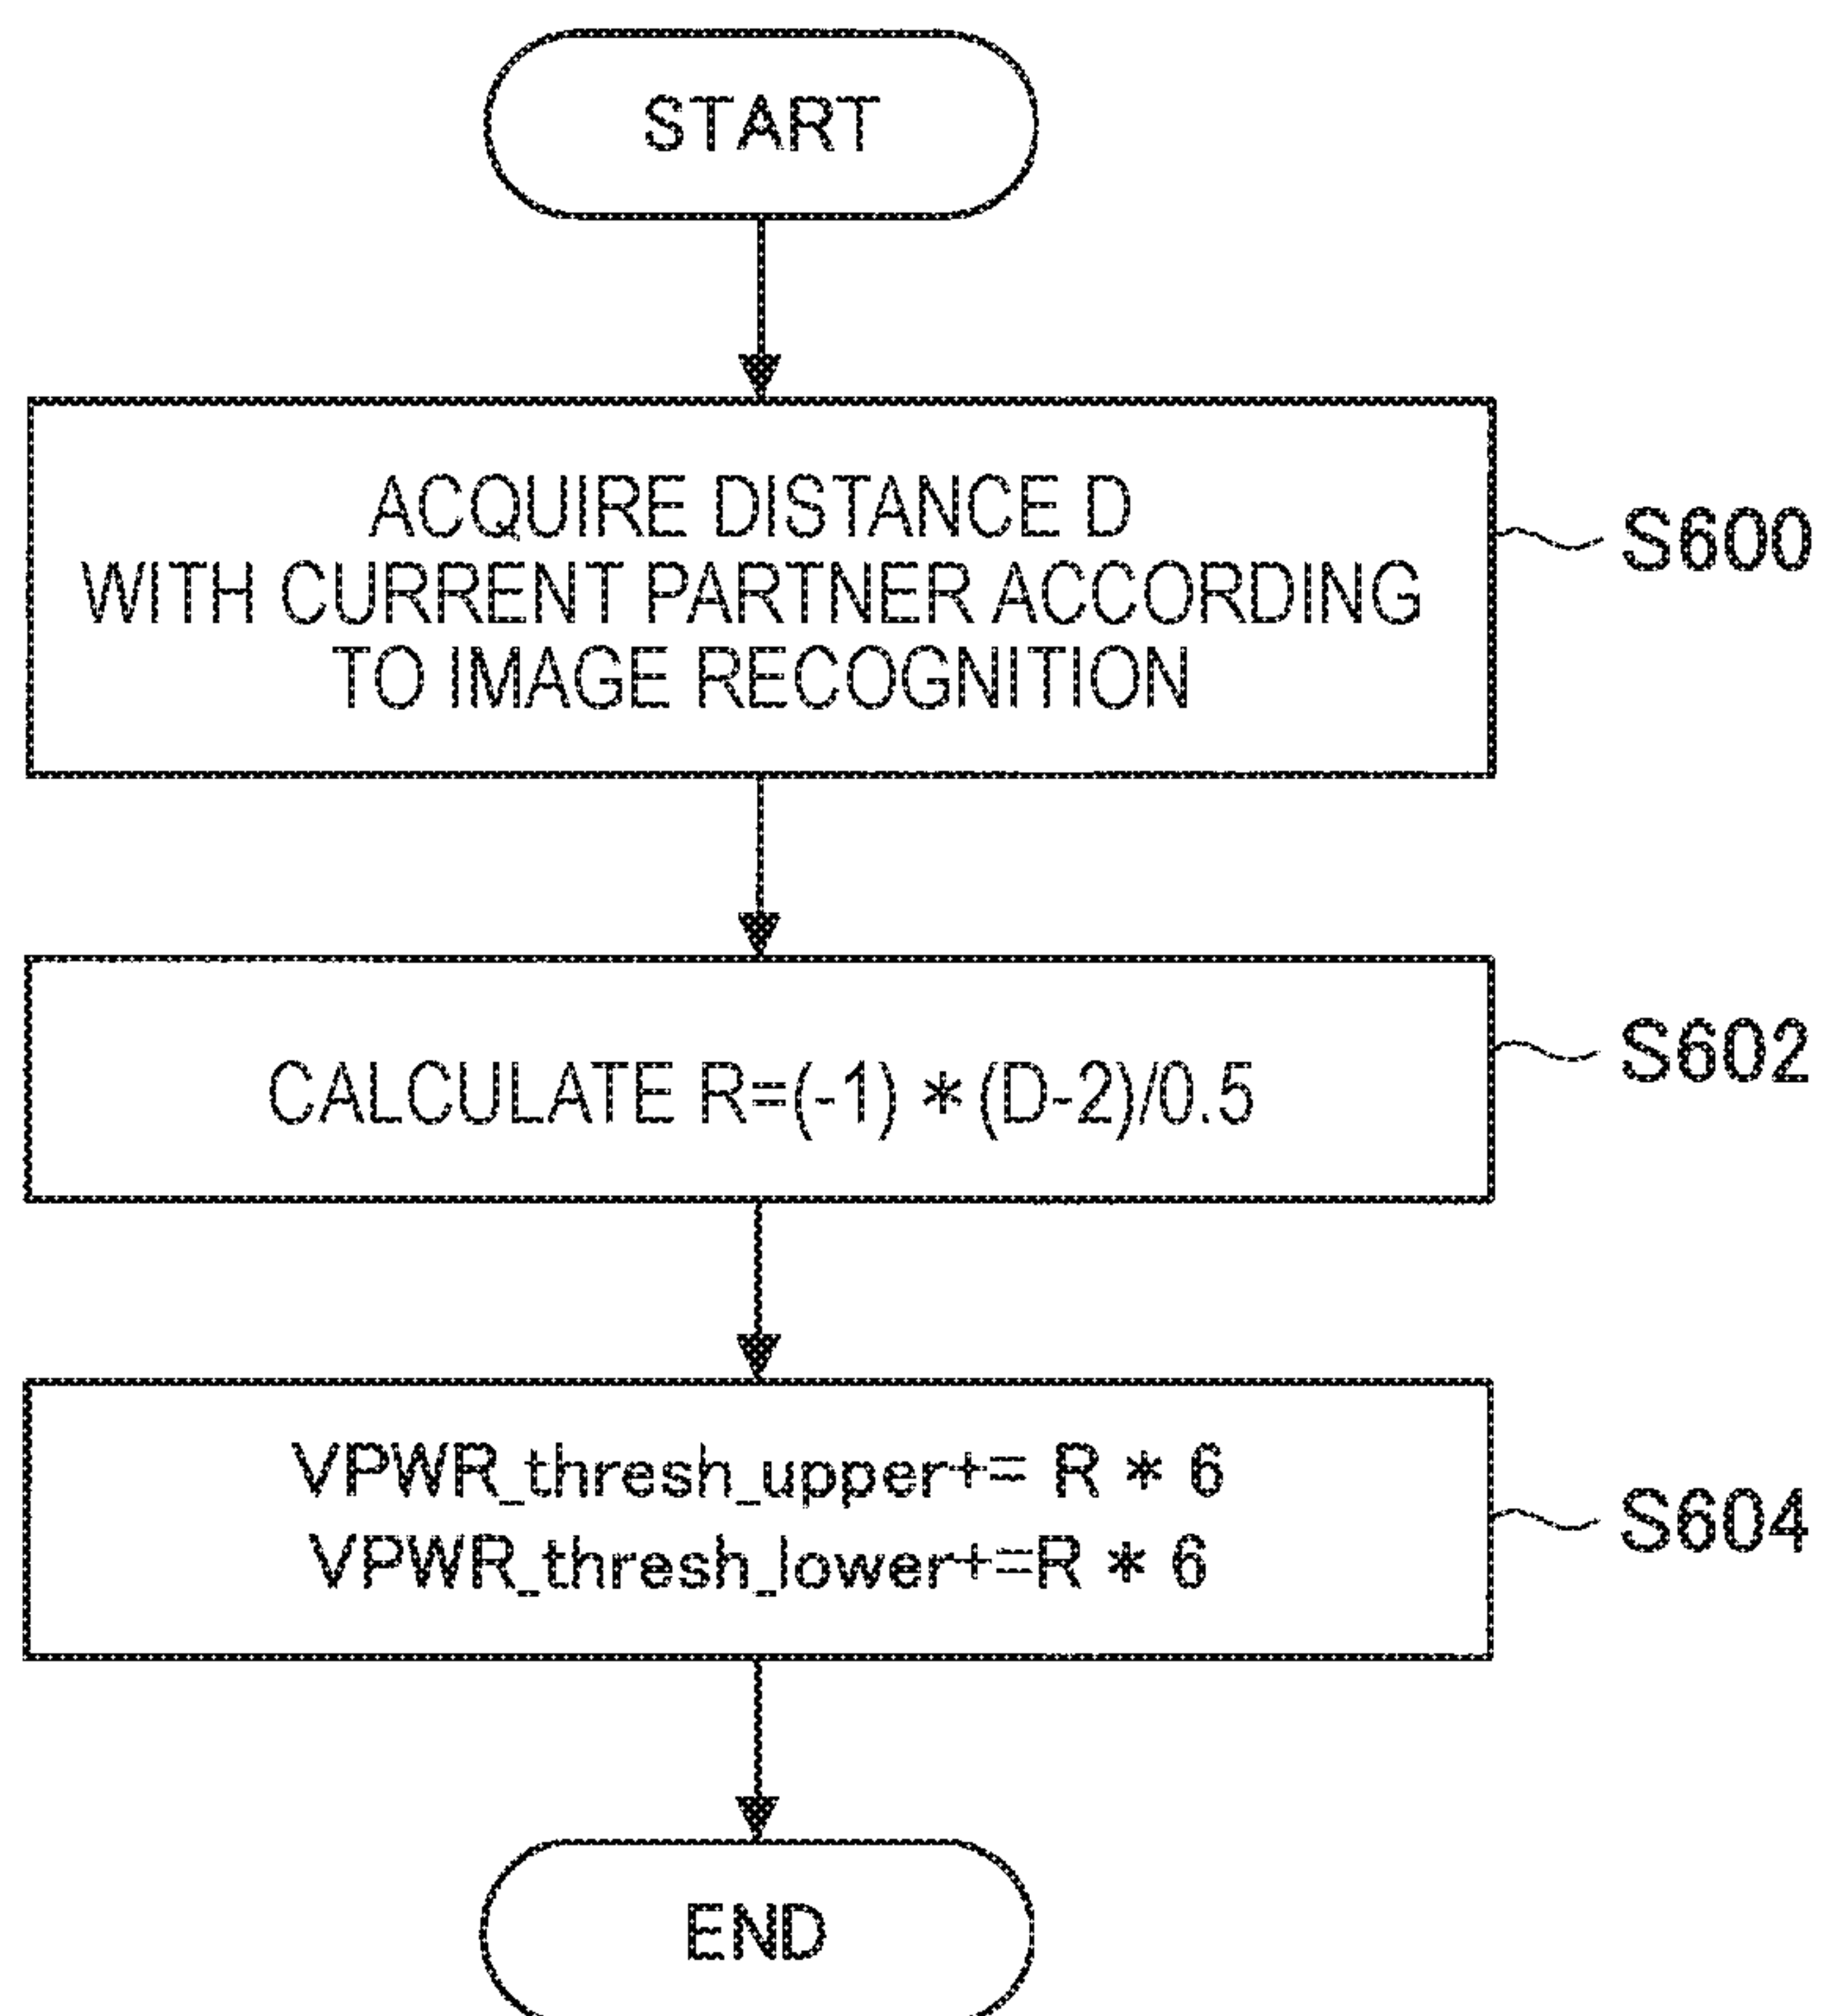 START
ACQUIRE DISTANCE D
WITH CURRENT PARTNER ACCORDING
TO IMAGE RECOGNITION
S600
CALCULATE R=(-1) * (D-2)/0.5
S602
VPWR_thresh_upper+= R * 6
VPWR_thresh_lower+=R * 6
S604
END